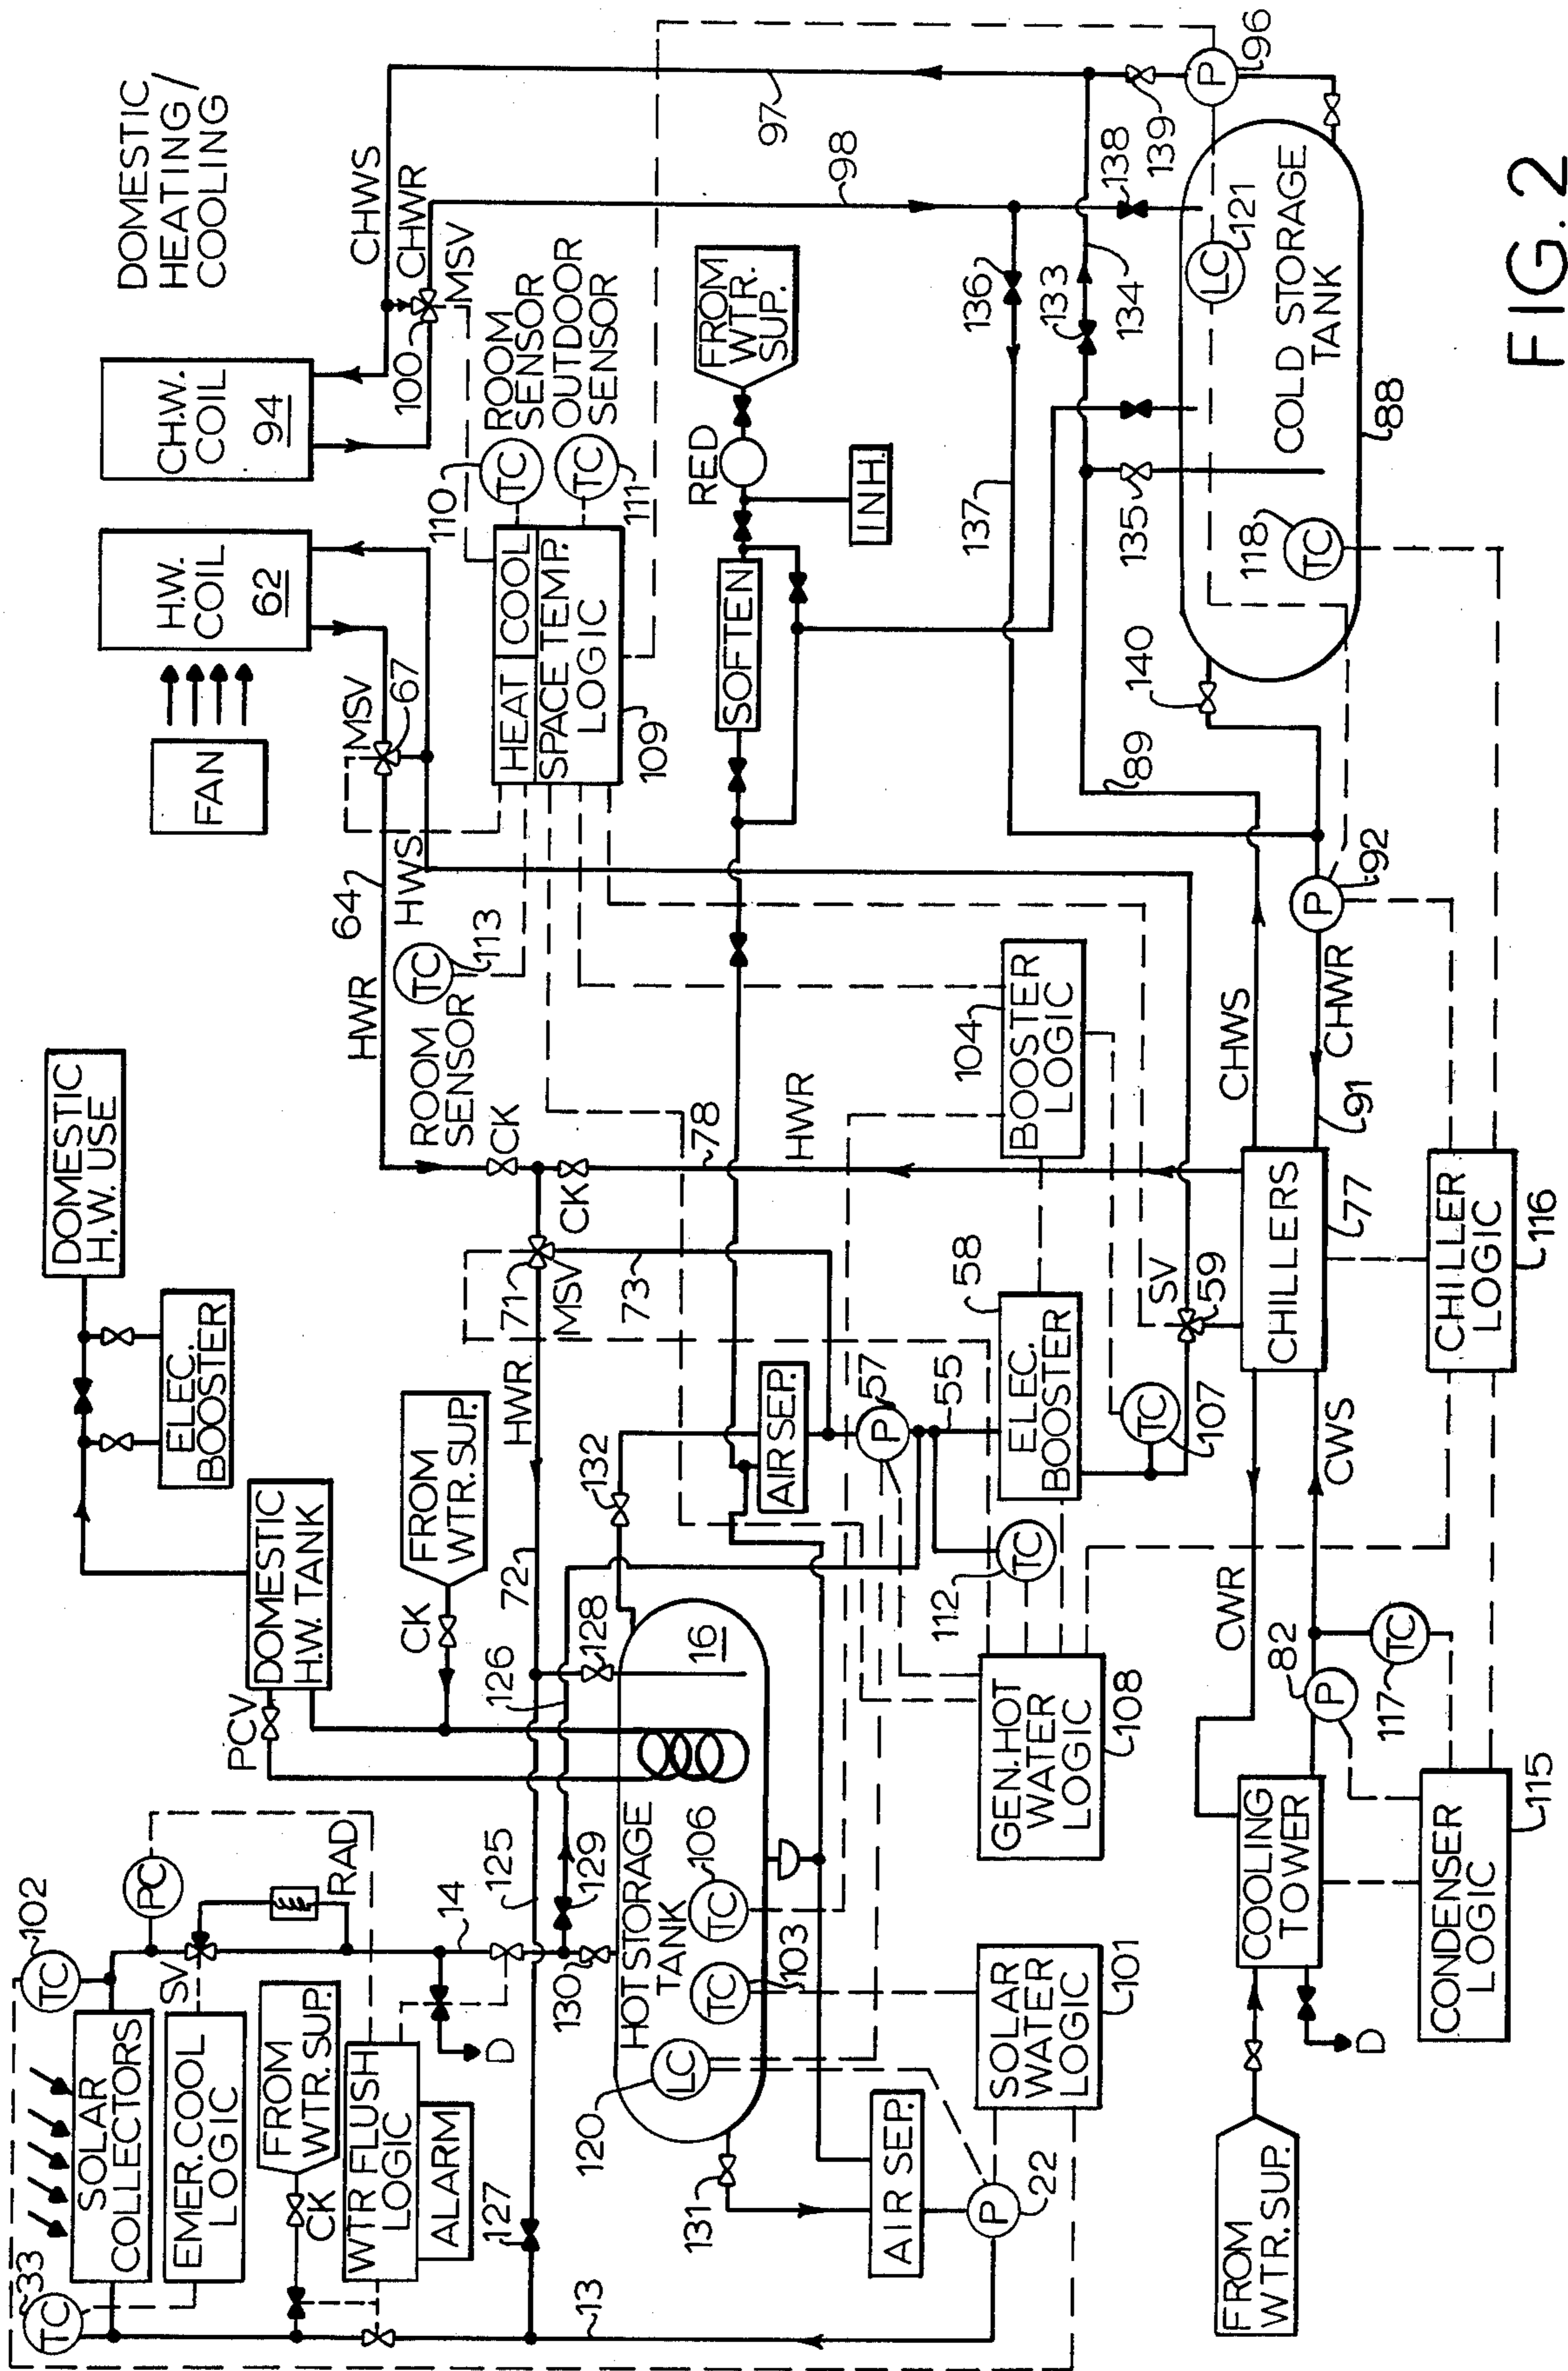 DOMESTIC
HEATING/
COOLING
CH.W.
COIL
94
CHWS
CHWR
MSV
100
97
98
96
P
H.W.
COIL
62
FAN
MSV
67
64
HWR
HWS
ROOM
SENSOR
TC
110
OUTDOOR
SENSOR
TC
111
HEAT
COOL
SPACE TEMP.
LOGIC
109
TC
113
ROOM
SENSOR
FROM
WTR.
SUP.
RED
INH.
SOFTEN
136
137
133
134
135
138
139
LC
121
COLD STORAGE
TANK
88
TC
118
140
89
P
92
CHWS
CHWR
91
DOMESTIC
H.W. USE
ELEC.
BOOSTER
DOMESTIC
H.W. TANK
PCV
FROM
WTR.SUP.
CK
CK
CK
78
HWR
71
MSV
73
HWR
72
BOOSTER
LOGIC
104
58
ELEC.
BOOSTER
AIR SEP.
P
57
55
TC
107
SV
59
TC
112
CHILLERS
77
CHILLER
LOGIC
116
CWR
CWS
82
P
TC
117
COOLING
TOWER
CONDENSER
LOGIC
115
D
FROM
WTR.SUP.
GEN. HOT
WATER
LOGIC
108
132
128
16
126
125
129
130
HOT STORAGE
TANK
TC
106
TC
103
LC
120
131
AIR SEP.
P
22
SOLAR
WATER
LOGIC
101
102
TC
PC
SV
RAD
14
D
SOLAR
COLLECTORS
EMER. COOL
LOGIC
FROM
WTR.SUP.
CK
WTR FLUSH
LOGIC
ALARM
127
33
TC
13
FIG. 2